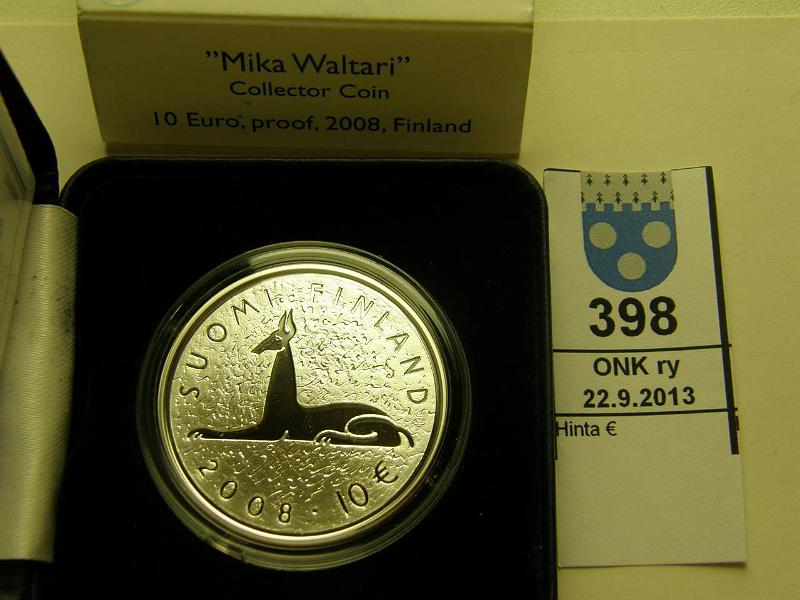 "Mika Waltari"
Collector Coin
10 Euro, proof, 2008, Finland
SUOMI FINLAND
2008 · 10 €
398
ONK ry
22.9.2013
Hinta €